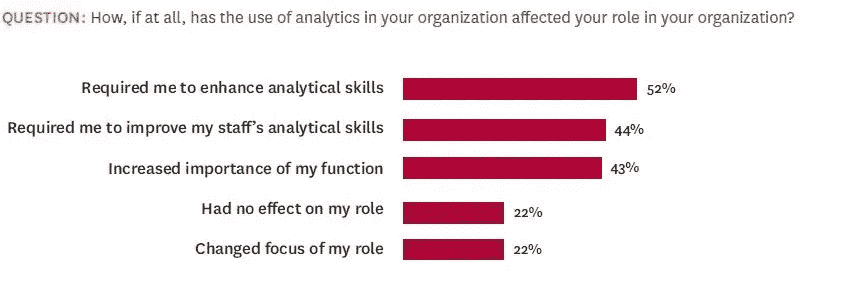 QUESTION: How, if at all, has the use of analytics in your organization affected your role in your organization?
Required me to enhance analytical skills 52%
Required me to improve my staff's analytical skills 44%
Increased importance of my function 43%
Had no effect on my role 22%
Changed focus of my role 22%